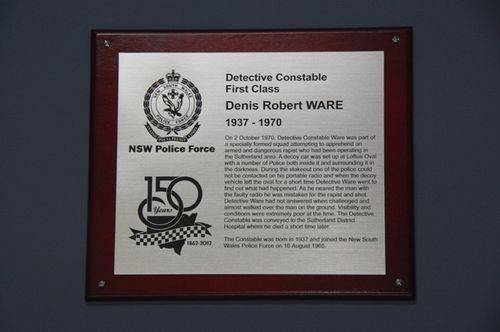 NEW SOUTH WALES
POLICE FORCE
NSW Police Force
150
Years
1862-2012
Detective Constable
First Class
Denis Robert WARE
1937 - 1970
On 2 October 1970, Detective Constable Ware was part of
a specially formed squad attempting to apprehend an
armed and dangerous rapist who had been operating in
the Sutherland area. A decoy car was set up at Loftus Oval
with a number of Police both inside it and surrounding it in
the darkness. During the stakeout one of the police could
not be contacted on his portable radio and when the decoy
vehicle left the oval for a short time Detective Ware went to
find out what had happened. As he neared the man with
the faulty radio he was mistaken for the rapist and shot.
Detective Ware had not answered when challenged and
almost walked over the man on the ground. Visibility and
conditions were extremely poor at the time. The Detective
Constable was conveyed to the Sutherland District
Hospital where he died a short time later.
The Constable was born in 1937 and joined the New South
Wales Police Force on 16 August 1965.